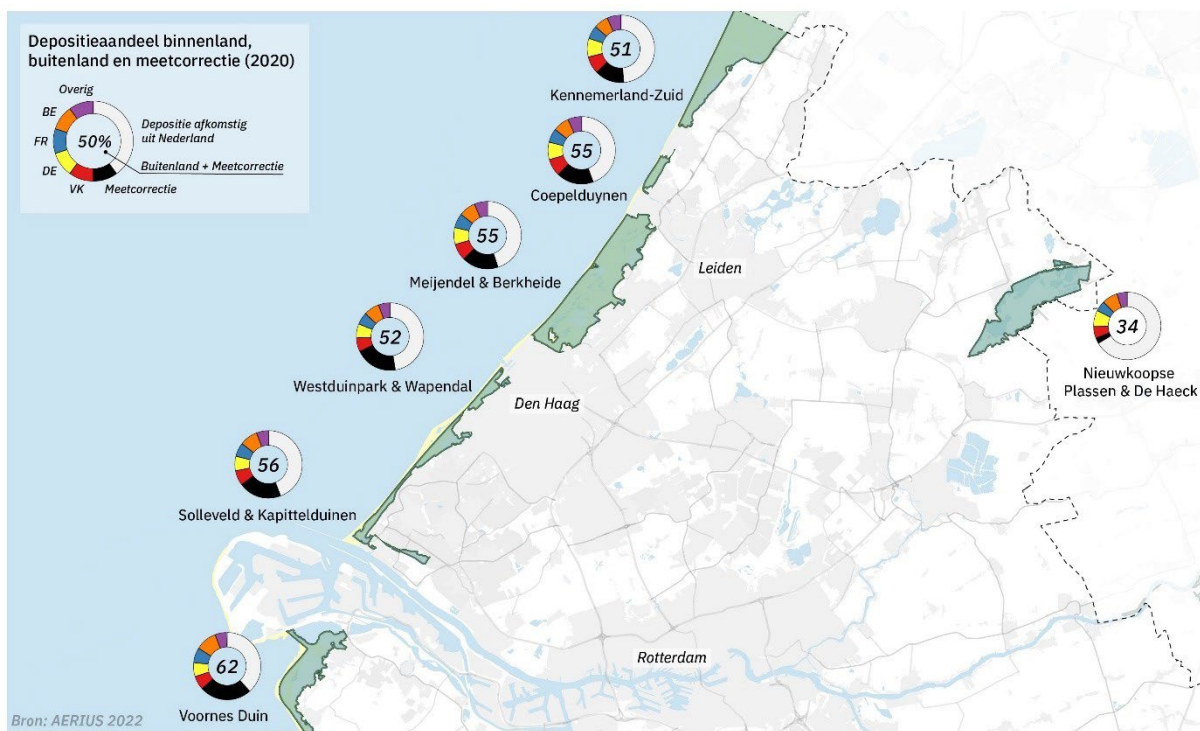 Depositieaandeel binnenland,
buitenland en meetcorrectie (2020)
Overig
BE
FR
DE
VK
50%
Depositie afkomstig
uit Nederland
Buitenland + Meetcorrectie
Meetcorrectie
51
Kennemerland-Zuid
55
Coepelduynen
55
Meijendel & Berkheide
Leiden
34
Nieuwkoopse
Plassen & De Haeck
52
Westduinpark & Wapendal
Den Haag
56
Solleveld & Kapittelduinen
Rotterdam
62
Voornes Duin
Bron: AERIUS 2022